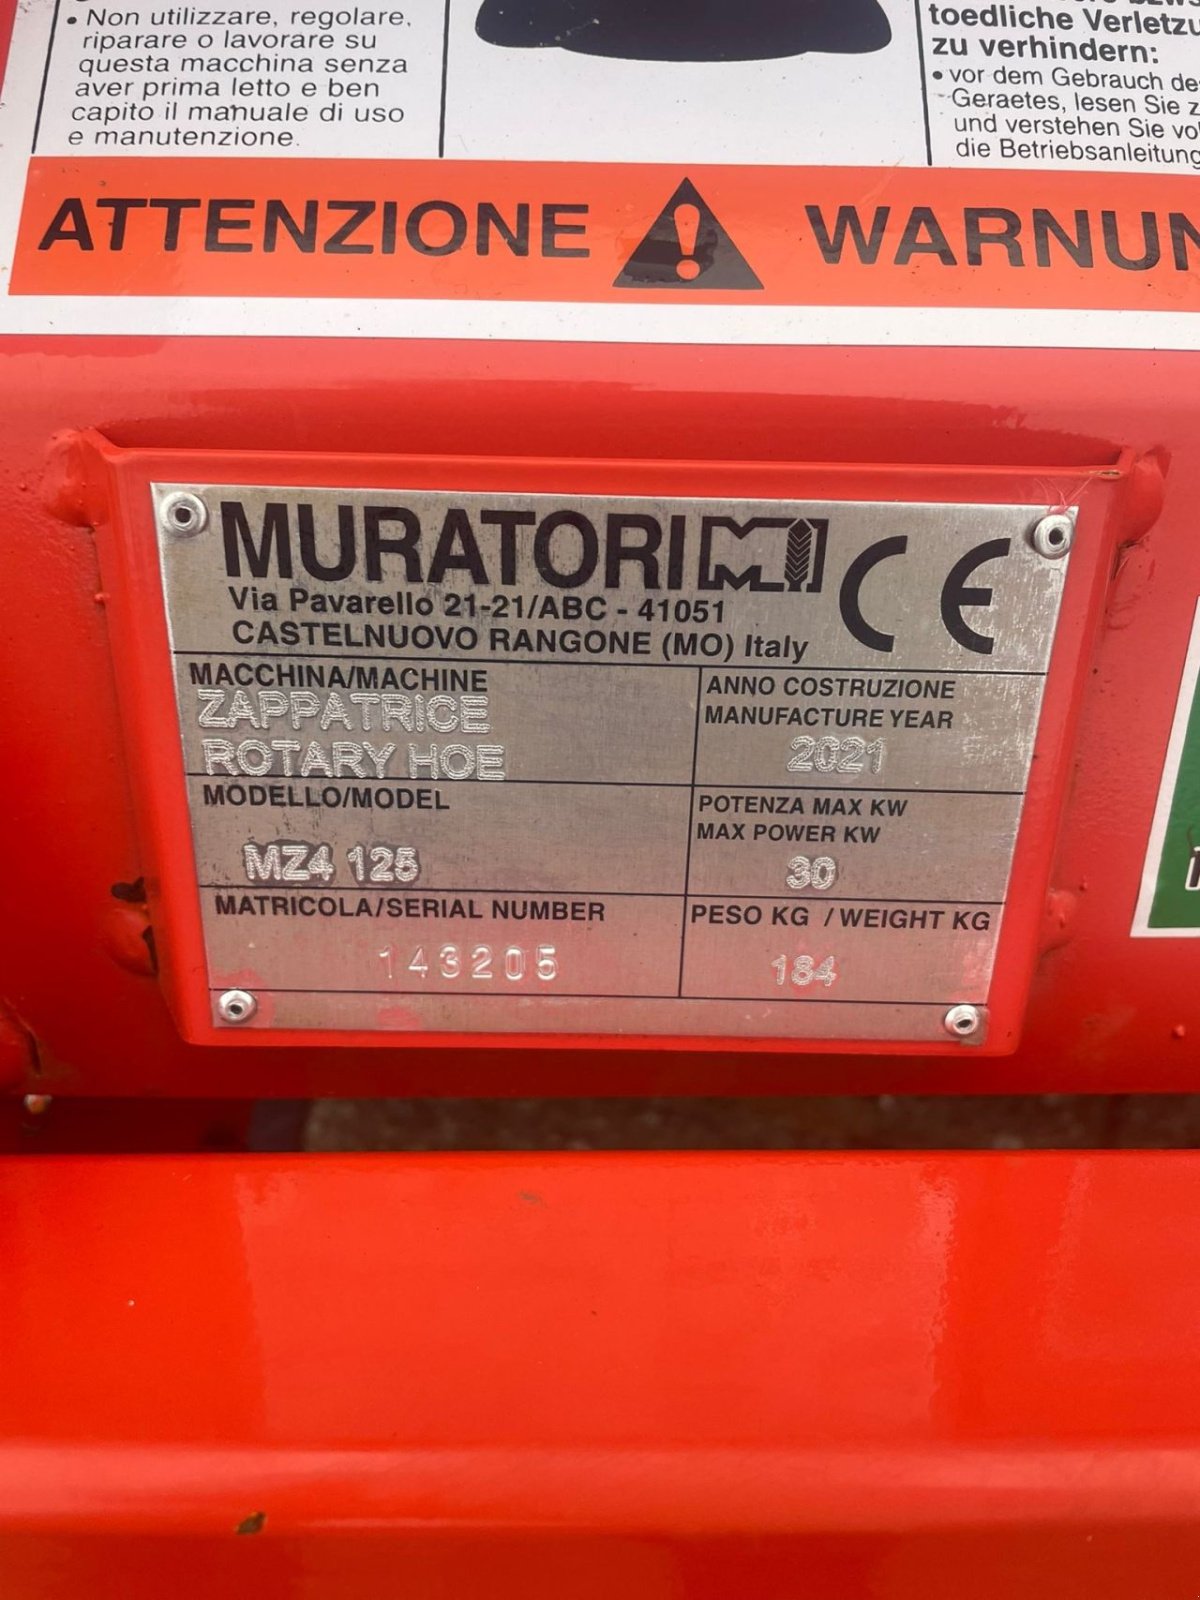 • Non utilizzare, regolare,
riparare o lavorare su
questa macchina senza
aver prima letto e ben
capito il manuale di uso
e manutenzione.
toedliche Verletzu
zu verhindern:
• vor dem Gebrauch de
Geraetes, lesen Sie z
und verstehen Sie vol
die Betriebsanleitung
ATTENZIONE ! WARNUN
MURATORI
CE
Via Pavarello 21-21/ABC - 41051
CASTELNUOVO RANGONE (MO) Italy
MACCHINA/MACHINE
ZAPPATRICE
ROTARY HOE
ANNO COSTRUZIONE
MANUFACTURE YEAR
2021
MODELLO/MODEL
MZ4 125
POTENZA MAX KW
MAX POWER KW
30
MATRICOLA/SERIAL NUMBER
143205
PESO KG / WEIGHT KG
184